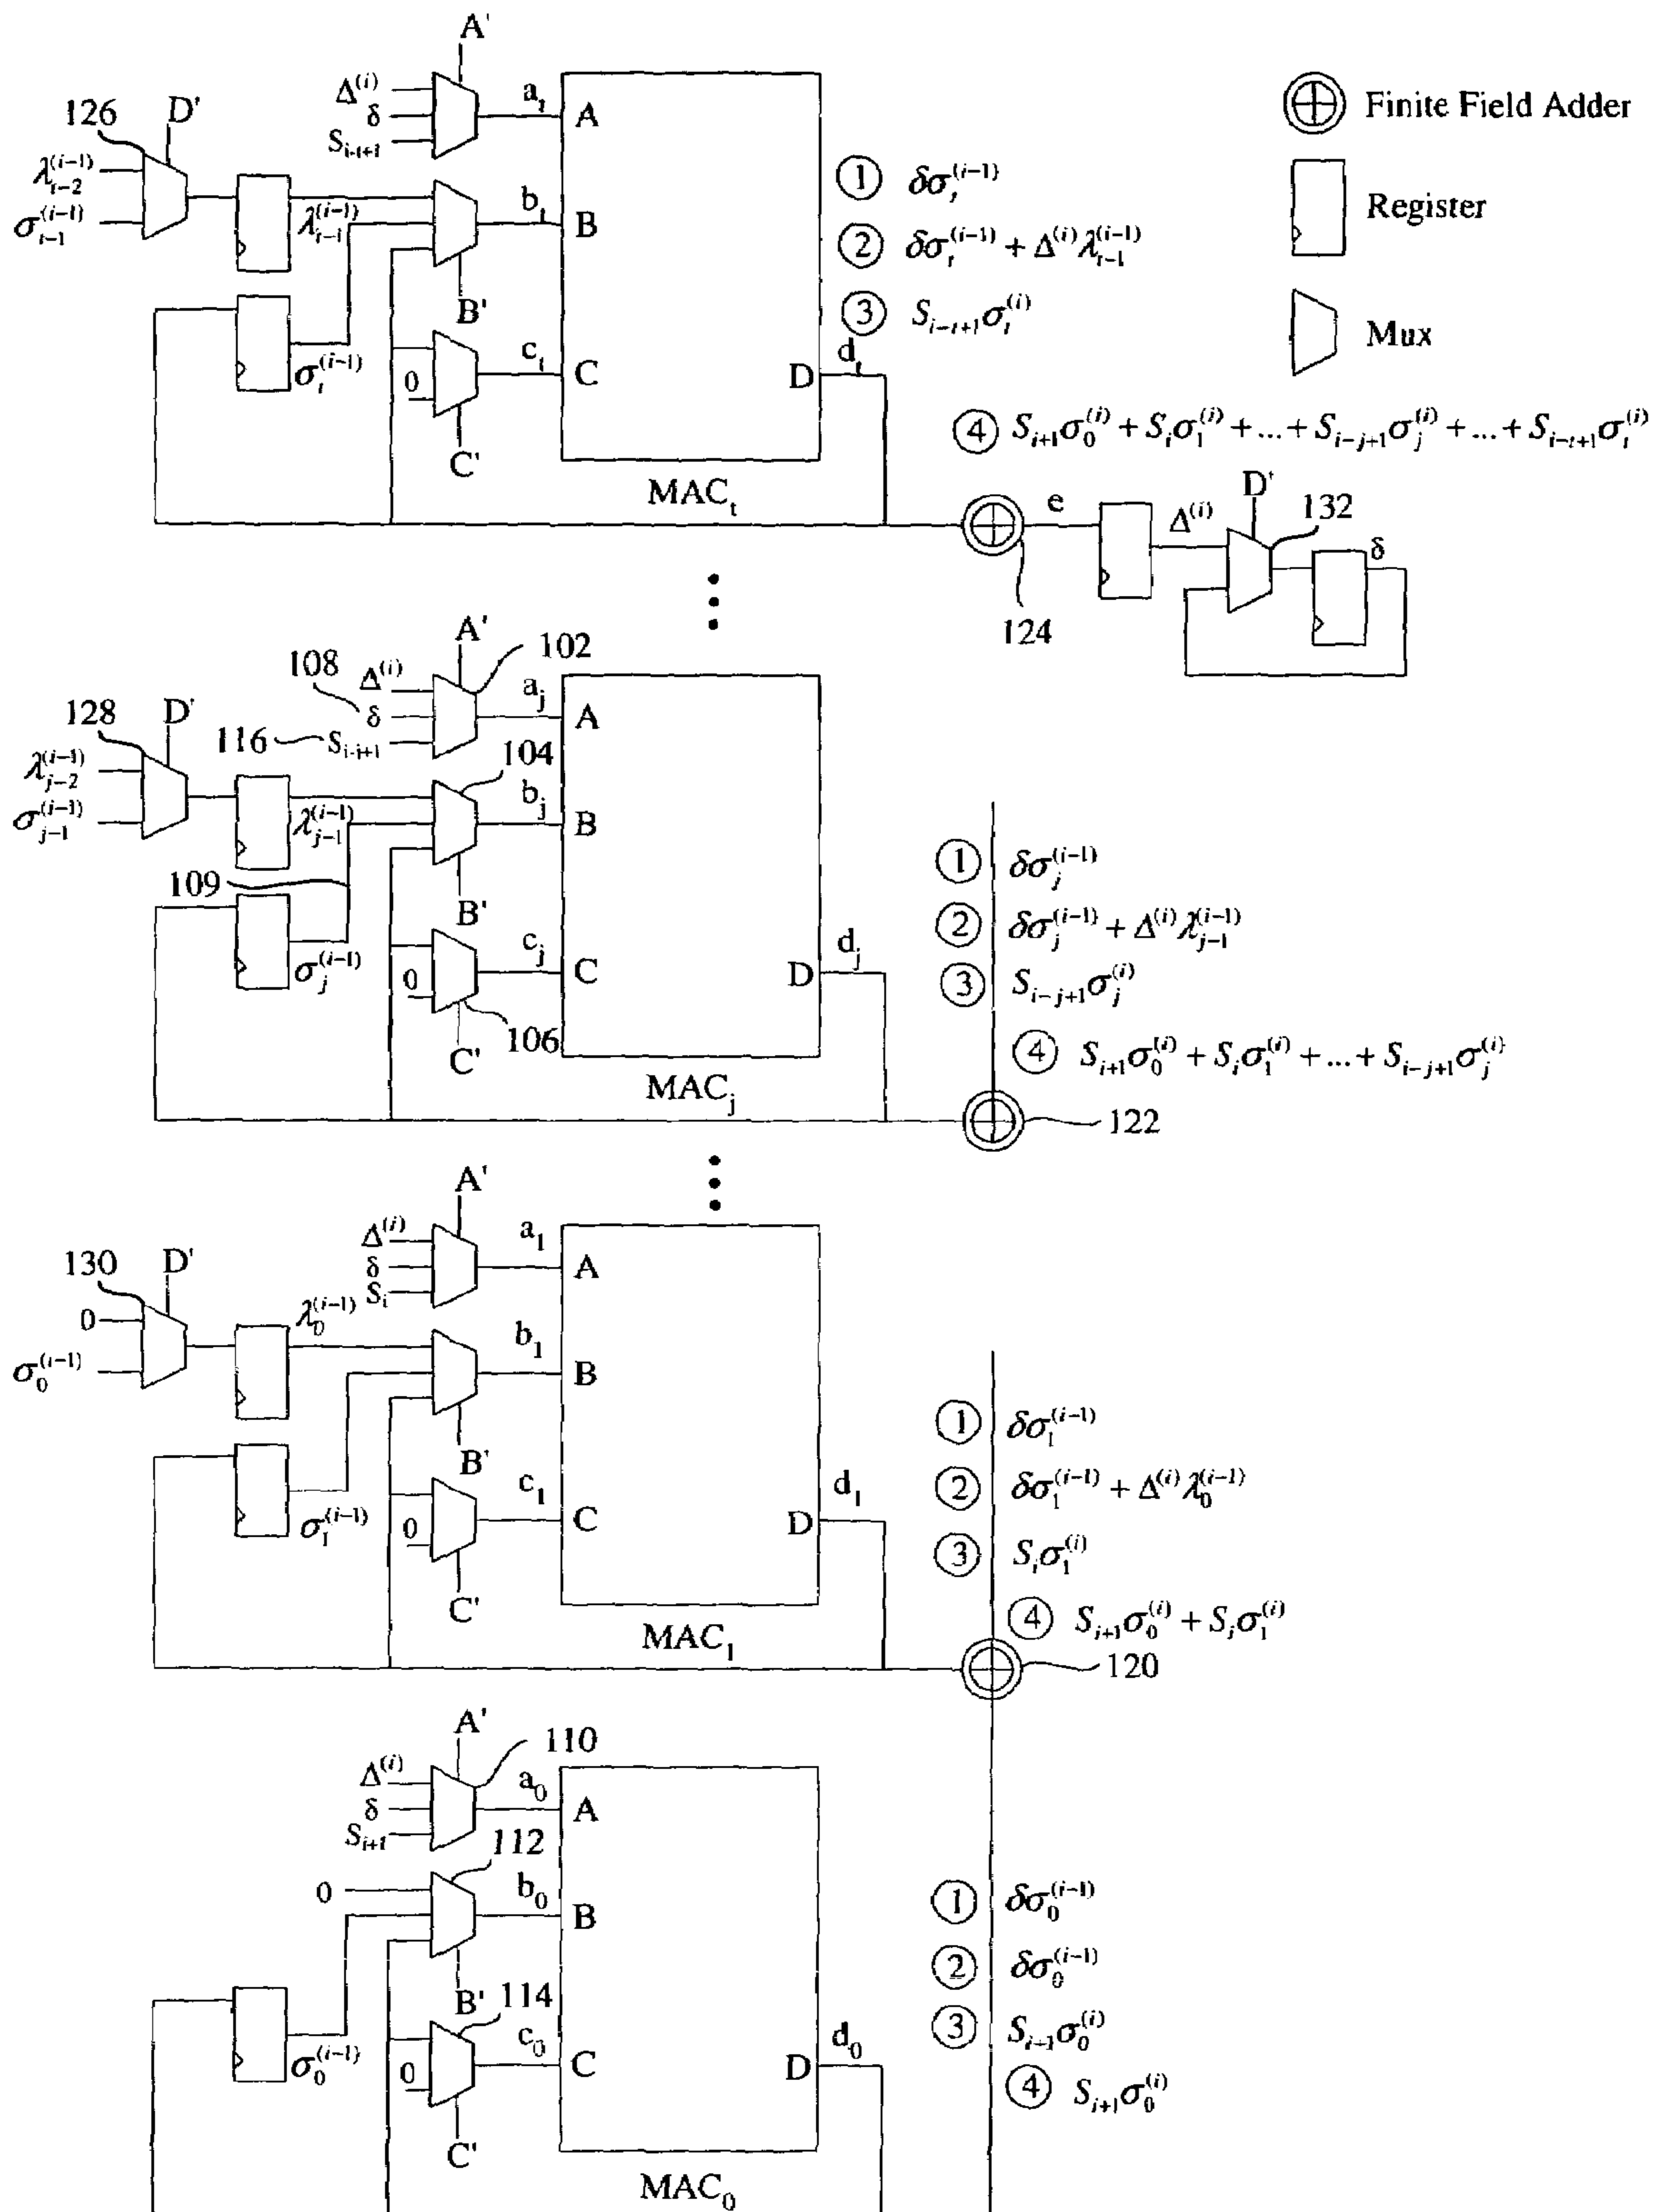 A'
Δ^(i)
δ
S_{i-t+1}
a_t
A
126
D'
λ_{t-2}^{(i-1)}
σ_{t-1}^{(i-1)}
λ_{t-1}^{(i-1)}
b_t
B
B'
σ_t^{(i-1)}
0
c_t
C
C'
D
d_t
MAC_t
① δσ_t^{(i-1)}
② δσ_t^{(i-1)} + Δ^(i)λ_{t-1}^{(i-1)}
③ S_{i-t+1}σ_t^{(i)}
④ S_{i+1}σ_0^{(i)} + S_iσ_1^{(i)} + ... + S_{i-j+1}σ_j^{(i)} + ... + S_{i-t+1}σ_t^{(i)}
Finite Field Adder
Register
Mux
e
Δ^(i)
D'
132
δ
124
A'
102
108
Δ^(i)
δ
116
S_{i-j+1}
a_j
A
128
D'
λ_{j-2}^{(i-1)}
σ_{j-1}^{(i-1)}
λ_{j-1}^{(i-1)}
104
b_j
B
109
B'
σ_j^{(i-1)}
0
c_j
C
106
C'
D
d_j
MAC_j
① δσ_j^{(i-1)}
② δσ_j^{(i-1)} + Δ^(i)λ_{j-1}^{(i-1)}
③ S_{i-j+1}σ_j^{(i)}
④ S_{i+1}σ_0^{(i)} + S_iσ_1^{(i)} + ... + S_{i-j+1}σ_j^{(i)}
122
A'
Δ^(i)
δ
S_i
a_1
A
130
D'
0
σ_0^{(i-1)}
λ_0^{(i-1)}
b_1
B
B'
σ_1^{(i-1)}
0
c_1
C
C'
D
d_1
MAC_1
① δσ_1^{(i-1)}
② δσ_1^{(i-1)} + Δ^(i)λ_0^{(i-1)}
③ S_iσ_1^{(i)}
④ S_{i+1}σ_0^{(i)} + S_iσ_1^{(i)}
120
A'
110
Δ^(i)
δ
S_{i+1}
a_0
A
112
0
b_0
B
B'
114
σ_0^{(i-1)}
0
c_0
C
C'
D
d_0
MAC_0
① δσ_0^{(i-1)}
② δσ_0^{(i-1)}
③ S_{i+1}σ_0^{(i)}
④ S_{i+1}σ_0^{(i)}